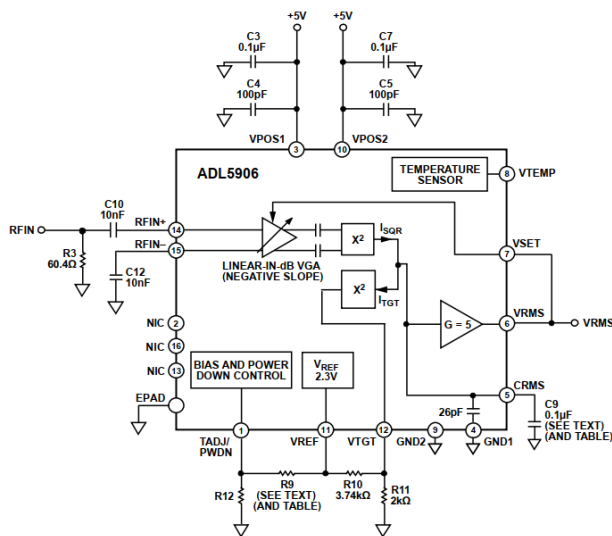 +5V
+5V
C3
0.1µF
C7
0.1µF
C4
100pF
C5
100pF
VPOS1
VPOS2
3
10
ADL5906
TEMPERATURE
SENSOR
8
VTEMP
C10
10nF
RFIN+
RFIN
14
RFIN–
15
R3
60.4Ω
C12
10nF
X²
ISQR
LINEAR-IN-dB VGA
(NEGATIVE SLOPE)
VSET
7
X²
ITGT
NIC
2
NIC
16
NIC
13
G = 5
VRMS
6
VRMS
BIAS AND POWER
DOWN CONTROL
VREF
2.3V
EPAD
26pF
CRMS
5
C9
0.1µF
(SEE TEXT)
(AND TABLE)
1
11
12
9
4
TADJ/
PWDN
VREF
VTGT
GND2
GND1
R12
R9
(SEE TEXT)
(AND TABLE)
R10
3.74kΩ
R11
2kΩ